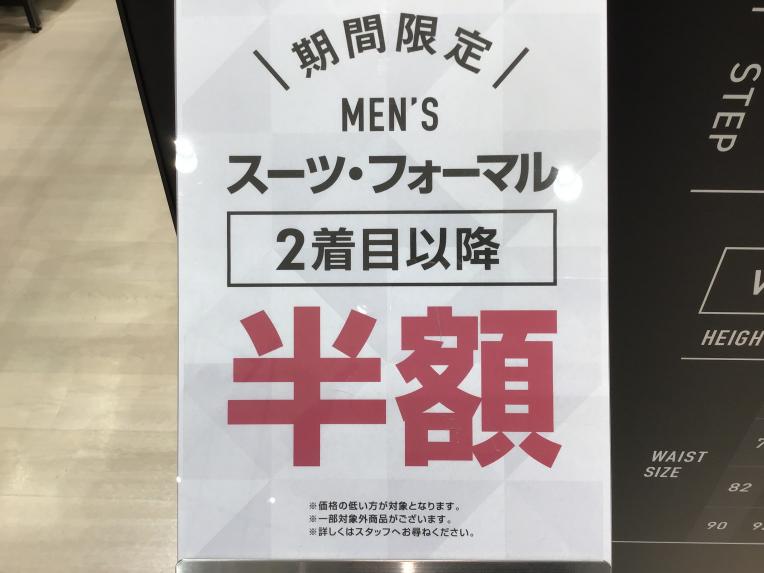 期間限定
MEN'S
スーツ・フォーマル
2着目以降
半額
※価格の低い方が対象となります。
※一部対象外商品がございます。
※詳しくはスタッフへお尋ねください。
STEP
WAIST
SIZE
82
90